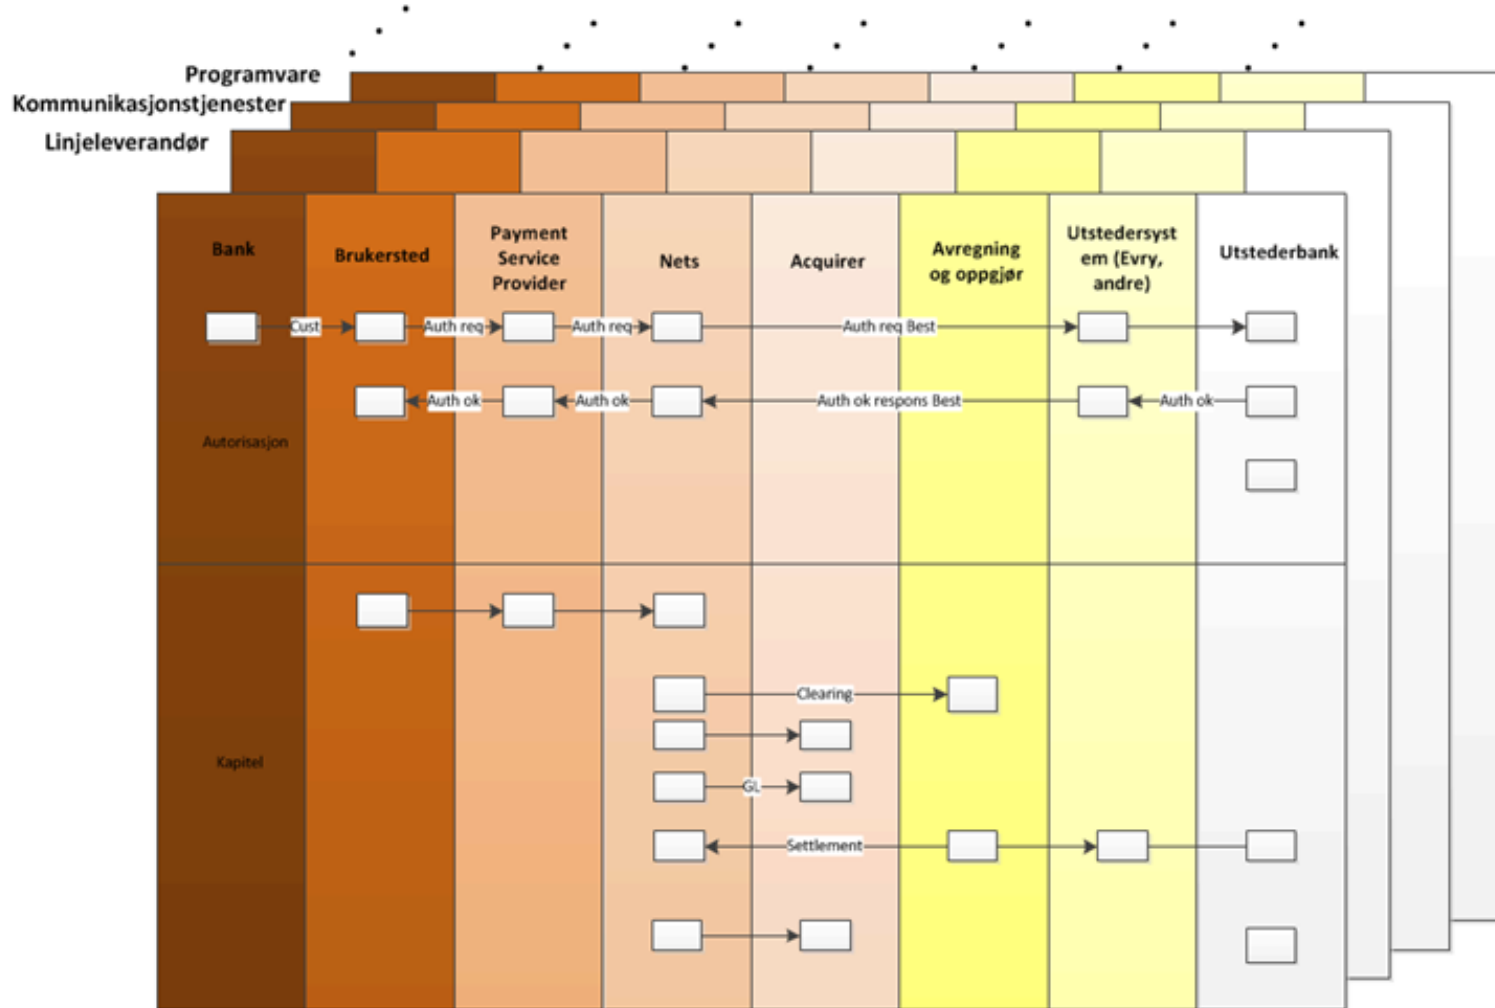 Programvare
Kommunikasjonstjenester
Linjeleverandør
Bank
Brukersted
Payment
Service
Provider
Nets
Acquirer
Avregning
og oppgjør
Utstedersyst
em (Evry,
andre)
Utstederbank
Cust
Auth req
Auth req
Auth req Best
Auth ok
Auth ok
Auth ok respons Best
Auth ok
Autorisasjon
Clearing
Kapitel
GL
Settlement